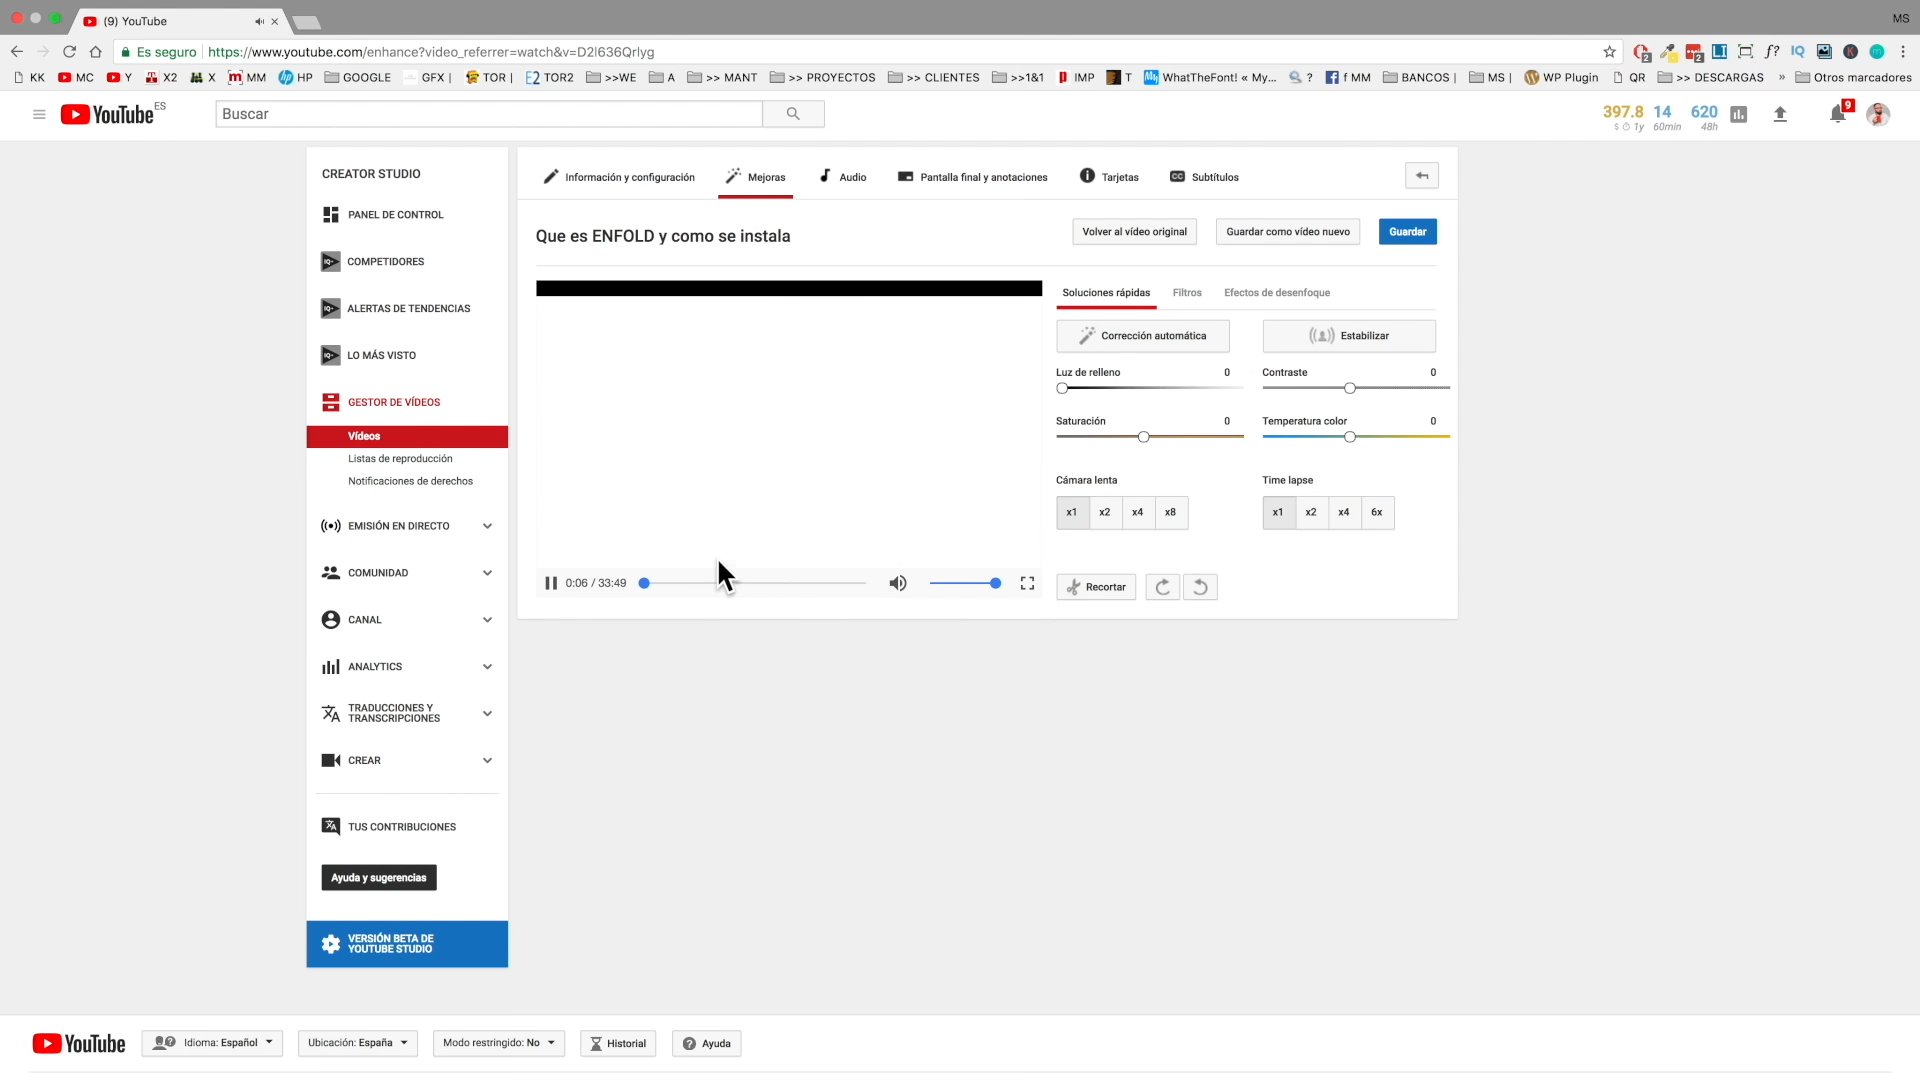 (9) YouTube
MS
Es seguro https://www.youtube.com/enhance?video_referrer=watch&v=D2I636Qrlyg
KK MC Y X2 X MM HP GOOGLE GFX | TOR | TOR2 >>WE A >> MANT >> PROYECTOS >> CLIENTES >>1&1 IMP T WhatTheFont! « My... ? f MM BANCOS | MS | WP Plugin QR >> DESCARGAS » Otros marcadores
YouTube ES
Buscar
397.8 14 620
$ 1y 60min 48h
9
CREATOR STUDIO
PANEL DE CONTROL
COMPETIDORES
ALERTAS DE TENDENCIAS
LO MÁS VISTO
GESTOR DE VÍDEOS
Vídeos
Listas de reproducción
Notificaciones de derechos
EMISIÓN EN DIRECTO
COMUNIDAD
CANAL
ANALYTICS
TRADUCCIONES Y
TRANSCRIPCIONES
CREAR
TUS CONTRIBUCIONES
Ayuda y sugerencias
VERSIÓN BETA DE
YOUTUBE STUDIO
Información y configuración Mejoras Audio Pantalla final y anotaciones Tarjetas Subtítulos
Que es ENFOLD y como se instala
Volver al vídeo original Guardar como vídeo nuevo Guardar
Soluciones rápidas Filtros Efectos de desenfoque
Corrección automática Estabilizar
Luz de relleno 0 Contraste 0
Saturación 0 Temperatura color 0
Cámara lenta Time lapse
x1 x2 x4 x8 x1 x2 x4 6x
0:06 / 33:49
Recortar
YouTube Idioma: Español Ubicación: España Modo restringido: No Historial Ayuda